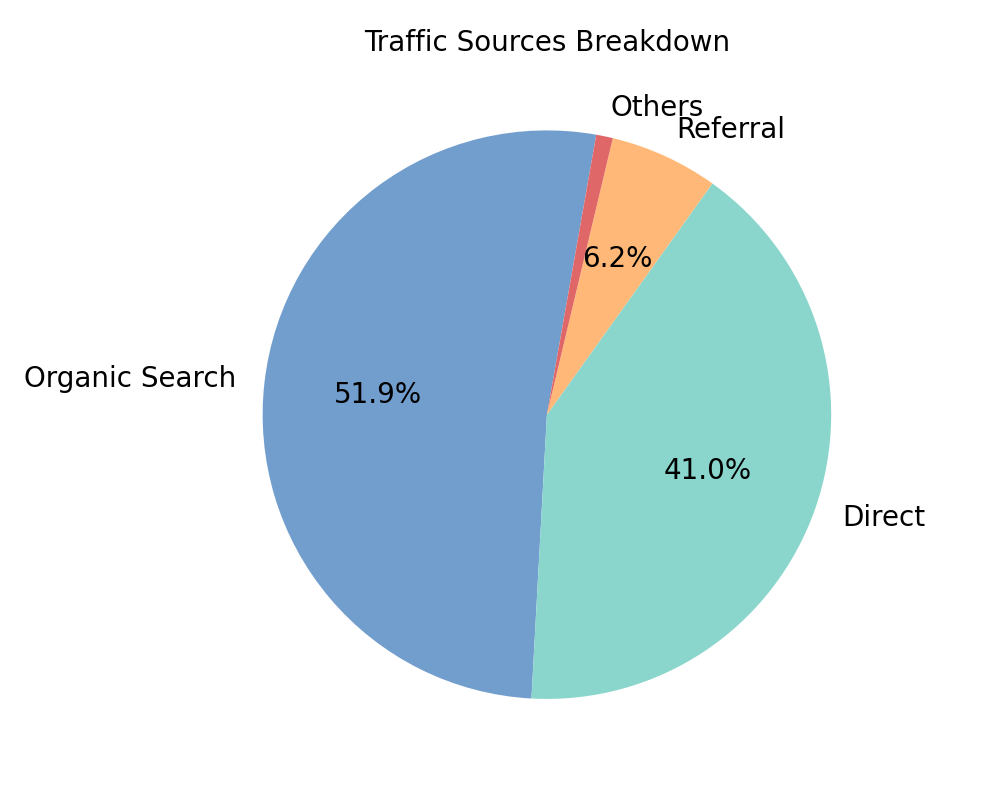 Traffic Sources Breakdown
Others
Referral
6.2%
Organic Search
51.9%
41.0%
Direct